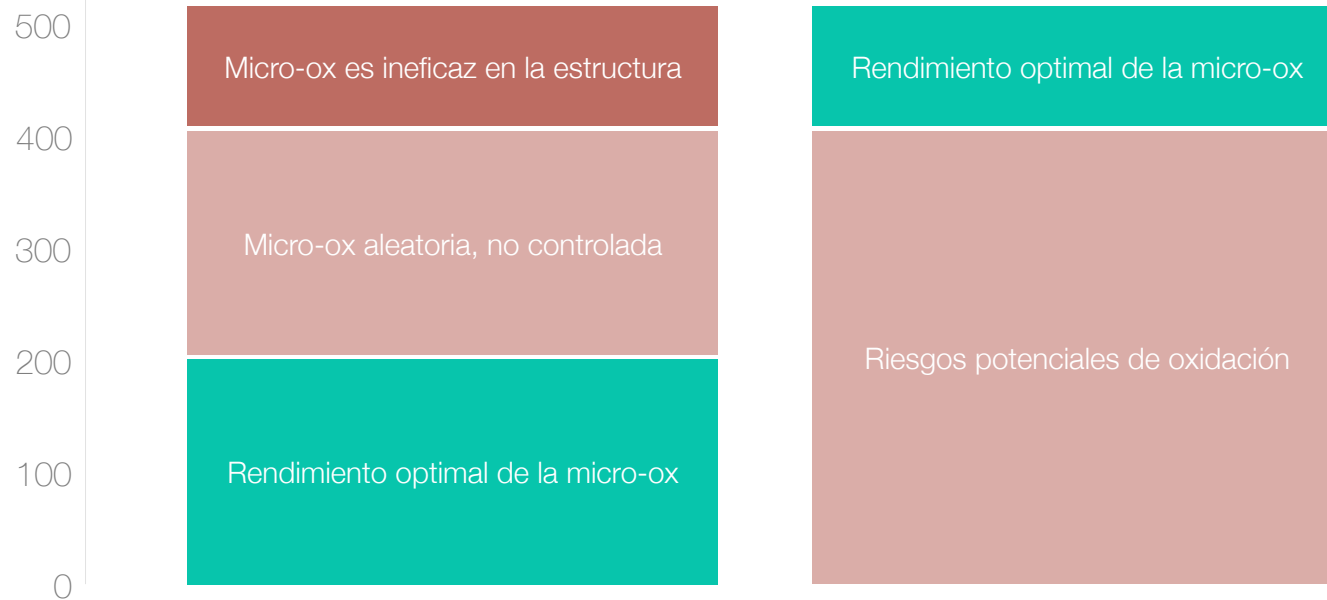 500
Micro-ox es ineficaz en la estructura
Rendimiento optimal de la micro-ox
400
300
Micro-ox aleatoria, no controlada
200
Riesgos potenciales de oxidación
100
Rendimiento optimal de la micro-ox
0